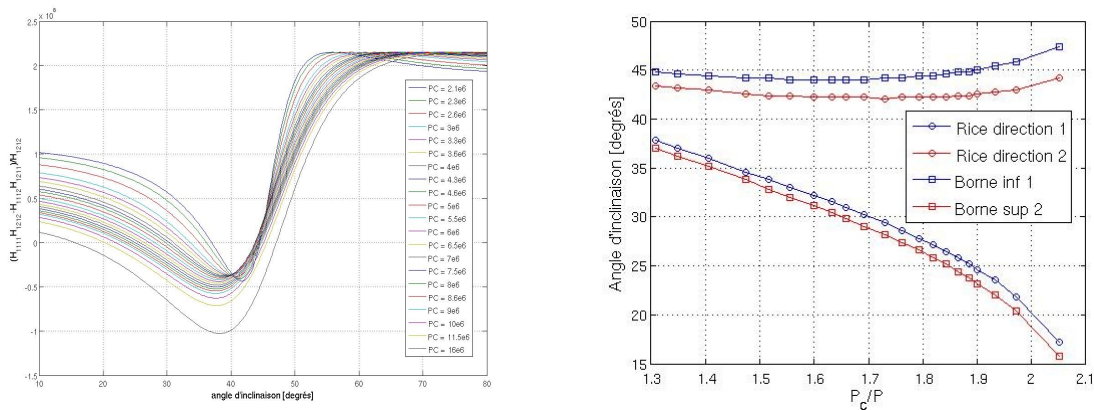 x 10^8
2.5
2
1.5
1
0.5
0
-0.5
-1
-1.5
10 20 30 40 50 60 70 80
angle d'inclinaison [degrés]
(H1111 H1212 -H1112 H1211)/H1212
PC = 2.1e6
PC = 2.3e6
PC = 2.6e6
PC = 3e6
PC = 3.3e6
PC = 3.6e6
PC = 4e6
PC = 4.3e6
PC = 4.6e6
PC = 5e6
PC = 5.5e6
PC = 6e6
PC = 6.5e6
PC = 7e6
PC = 7.5e6
PC = 8e6
PC = 8.6e6
PC = 9e6
PC = 10e6
PC = 11.5e6
PC = 16e6
50
45
40
35
30
25
20
15
1.3 1.4 1.5 1.6 1.7 1.8 1.9 2 2.1
Pc/P
Angle d'inclinaison [degrés]
Rice direction 1
Rice direction 2
Borne inf 1
Borne sup 2